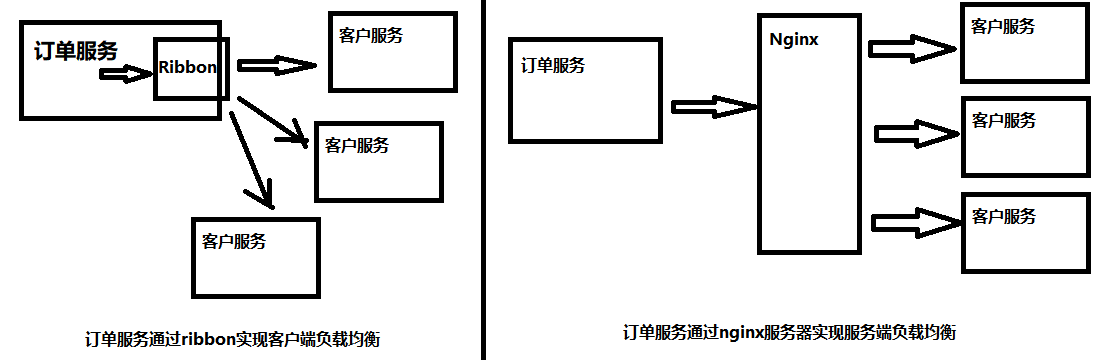 订单服务
Ribbon
客户服务
客户服务
客户服务
订单服务通过ribbon实现客户端负载均衡
订单服务
Nginx
客户服务
客户服务
客户服务
订单服务通过nginx服务器实现服务端负载均衡